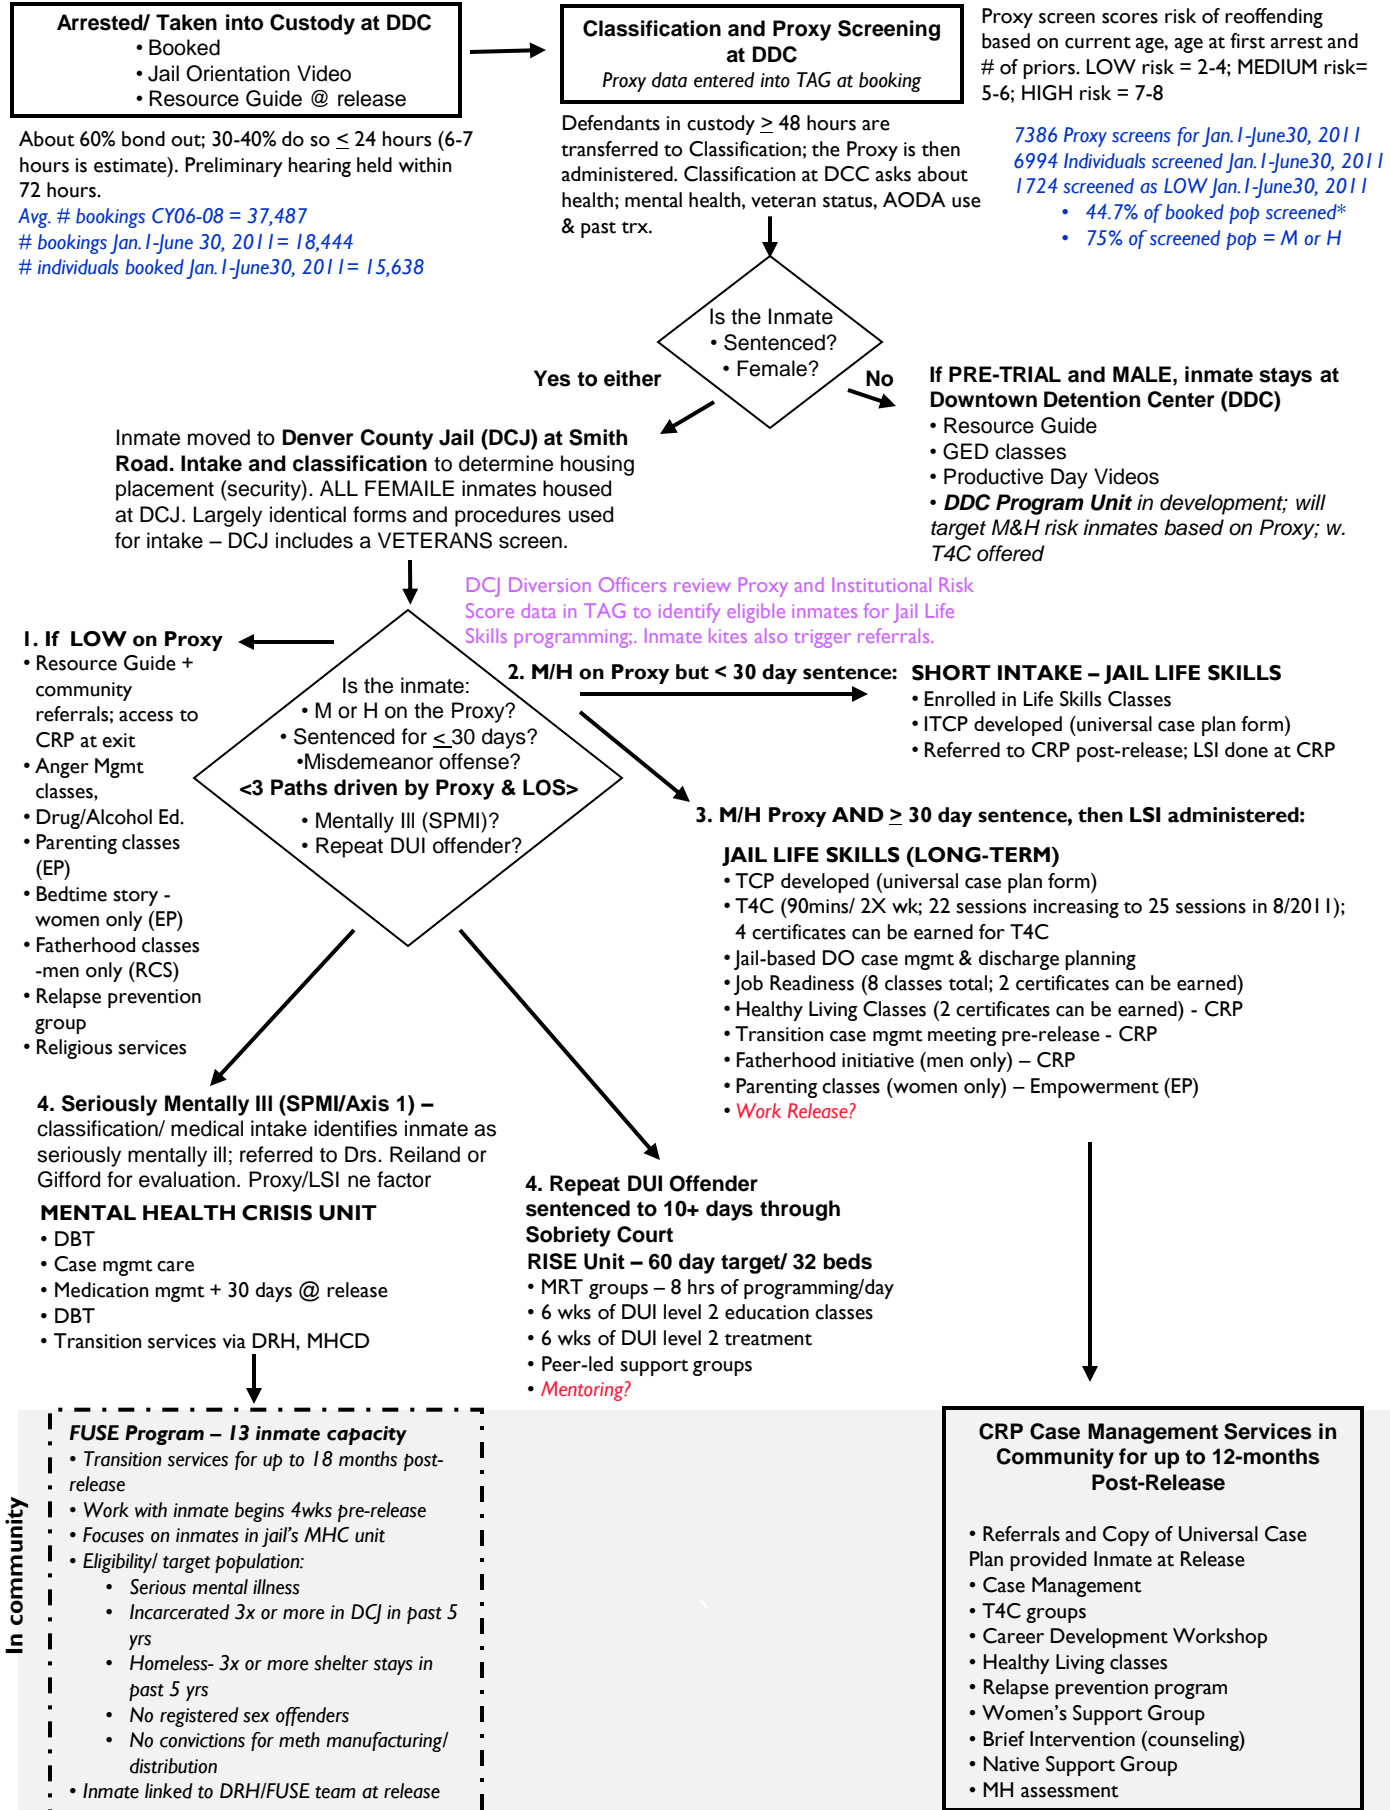 Arrested/ Taken into Custody at DDC
• Booked
• Jail Orientation Video
• Resource Guide @ release
About 60% bond out; 30-40% do so < 24 hours (6-7
hours is estimate). Preliminary hearing held within
72 hours.
Avg. # bookings CY06-08 = 37,487
# bookings Jan.1-June 30, 2011= 18,444
# individuals booked Jan.1-June30, 2011= 15,638
Classification and Proxy Screening
at DDC
Proxy data entered into TAG at booking
Defendants in custody > 48 hours are
transferred to Classification; the Proxy is then
administered. Classification at DCC asks about
health; mental health, veteran status, AODA use
& past trx.
Proxy screen scores risk of reoffending
based on current age, age at first arrest and
# of priors. LOW risk = 2-4; MEDIUM risk=
5-6; HIGH risk = 7-8
7386 Proxy screens for Jan.1-June30, 2011
6994 Individuals screened Jan.1-June30, 2011
1724 screened as LOW Jan.1-June30, 2011
• 44.7% of booked pop screened*
• 75% of screened pop = M or H
Is the Inmate
• Sentenced?
• Female?
Yes to either
No
If PRE-TRIAL and MALE, inmate stays at
Downtown Detention Center (DDC)
• Resource Guide
• GED classes
• Productive Day Videos
• DDC Program Unit in development; will
target M&H risk inmates based on Proxy; w.
T4C offered
Inmate moved to Denver County Jail (DCJ) at Smith
Road. Intake and classification to determine housing
placement (security). ALL FEMAILE inmates housed
at DCJ. Largely identical forms and procedures used
for intake – DCJ includes a VETERANS screen.
DCJ Diversion Officers review Proxy and Institutional Risk
Score data in TAG to identify eligible inmates for Jail Life
Skills programming;. Inmate kites also trigger referrals.
1. If LOW on Proxy
• Resource Guide +
community
referrals; access to
CRP at exit
• Anger Mgmt
classes,
• Drug/Alcohol Ed.
• Parenting classes
(EP)
• Bedtime story -
women only (EP)
• Fatherhood classes
-men only (RCS)
• Relapse prevention
group
• Religious services
Is the inmate:
• M or H on the Proxy?
• Sentenced for < 30 days?
•Misdemeanor offense?
<3 Paths driven by Proxy & LOS>
• Mentally Ill (SPMI)?
• Repeat DUI offender?
2. M/H on Proxy but < 30 day sentence:
SHORT INTAKE – JAIL LIFE SKILLS
• Enrolled in Life Skills Classes
• ITCP developed (universal case plan form)
• Referred to CRP post-release; LSI done at CRP
3. M/H Proxy AND > 30 day sentence, then LSI administered:
JAIL LIFE SKILLS (LONG-TERM)
• TCP developed (universal case plan form)
• T4C (90mins/ 2X wk; 22 sessions increasing to 25 sessions in 8/2011);
4 certificates can be earned for T4C
• Jail-based DO case mgmt & discharge planning
• Job Readiness (8 classes total; 2 certificates can be earned)
• Healthy Living Classes (2 certificates can be earned) - CRP
• Transition case mgmt meeting pre-release - CRP
• Fatherhood initiative (men only) – CRP
• Parenting classes (women only) – Empowerment (EP)
• Work Release?
4. Seriously Mentally Ill (SPMI/Axis 1) –
classification/ medical intake identifies inmate as
seriously mentally ill; referred to Drs. Reiland or
Gifford for evaluation. Proxy/LSI ne factor
MENTAL HEALTH CRISIS UNIT
• DBT
• Case mgmt care
• Medication mgmt + 30 days @ release
• DBT
• Transition services via DRH, MHCD
4. Repeat DUI Offender
sentenced to 10+ days through
Sobriety Court
RISE Unit – 60 day target/ 32 beds
• MRT groups – 8 hrs of programming/day
• 6 wks of DUI level 2 education classes
• 6 wks of DUI level 2 treatment
• Peer-led support groups
• Mentoring?
In community
FUSE Program – 13 inmate capacity
• Transition services for up to 18 months post-
release
• Work with inmate begins 4wks pre-release
• Focuses on inmates in jail's MHC unit
• Eligibility/ target population:
• Serious mental illness
• Incarcerated 3x or more in DCJ in past 5
yrs
• Homeless- 3x or more shelter stays in
past 5 yrs
• No registered sex offenders
• No convictions for meth manufacturing/
distribution
• Inmate linked to DRH/FUSE team at release
`
CRP Case Management Services in
Community for up to 12-months
Post-Release
• Referrals and Copy of Universal Case
Plan provided Inmate at Release
• Case Management
• T4C groups
• Career Development Workshop
• Healthy Living classes
• Relapse prevention program
• Women's Support Group
• Brief Intervention (counseling)
• Native Support Group
• MH assessment